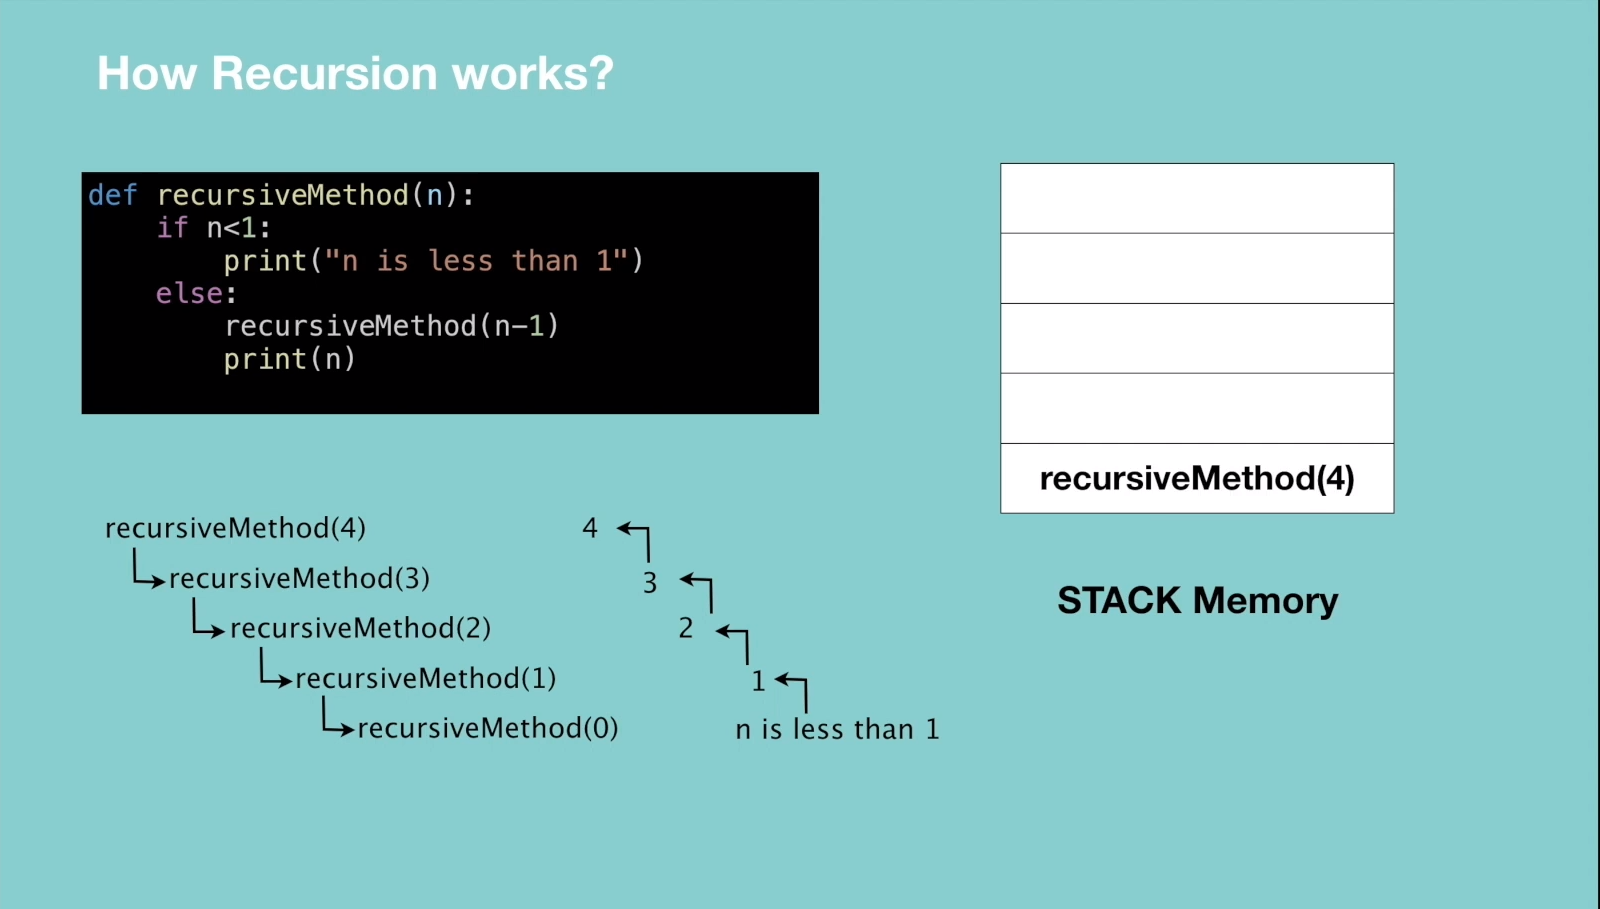 How Recursion works?
def recursiveMethod(n):
    if n<1:
        print("n is less than 1")
    else:
        recursiveMethod(n-1)
        print(n)
recursiveMethod(4)
STACK Memory
recursiveMethod(4) 4
recursiveMethod(3) 3
recursiveMethod(2) 2
recursiveMethod(1) 1
recursiveMethod(0) n is less than 1